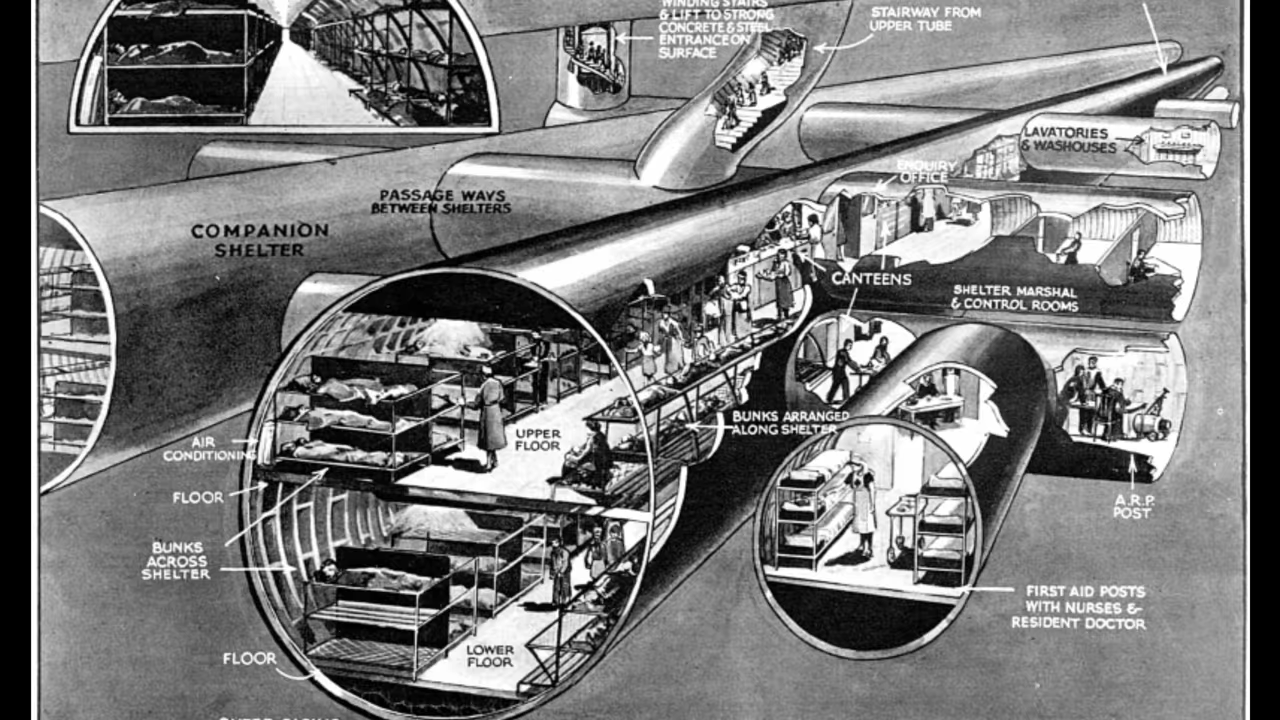 WINDING STAIRS
& LIFT TO STRONG
CONCRETE & STEEL
ENTRANCE ON
SURFACE
STAIRWAY FROM
UPPER TUBE
LAVATORIES
& WASHOUSES
ENQUIRY
OFFICE
PASSAGE WAYS
BETWEEN SHELTERS
COMPANION
SHELTER
CANTEENS
SHELTER MARSHAL
& CONTROL ROOMS
BUNKS ARRANGED
ALONG SHELTER
UPPER
FLOOR
AIR
CONDITIONING
FLOOR
A.R.P.
POST
BUNKS
ACROSS
SHELTER
FIRST AID POSTS
WITH NURSES &
RESIDENT DOCTOR
LOWER
FLOOR
FLOOR